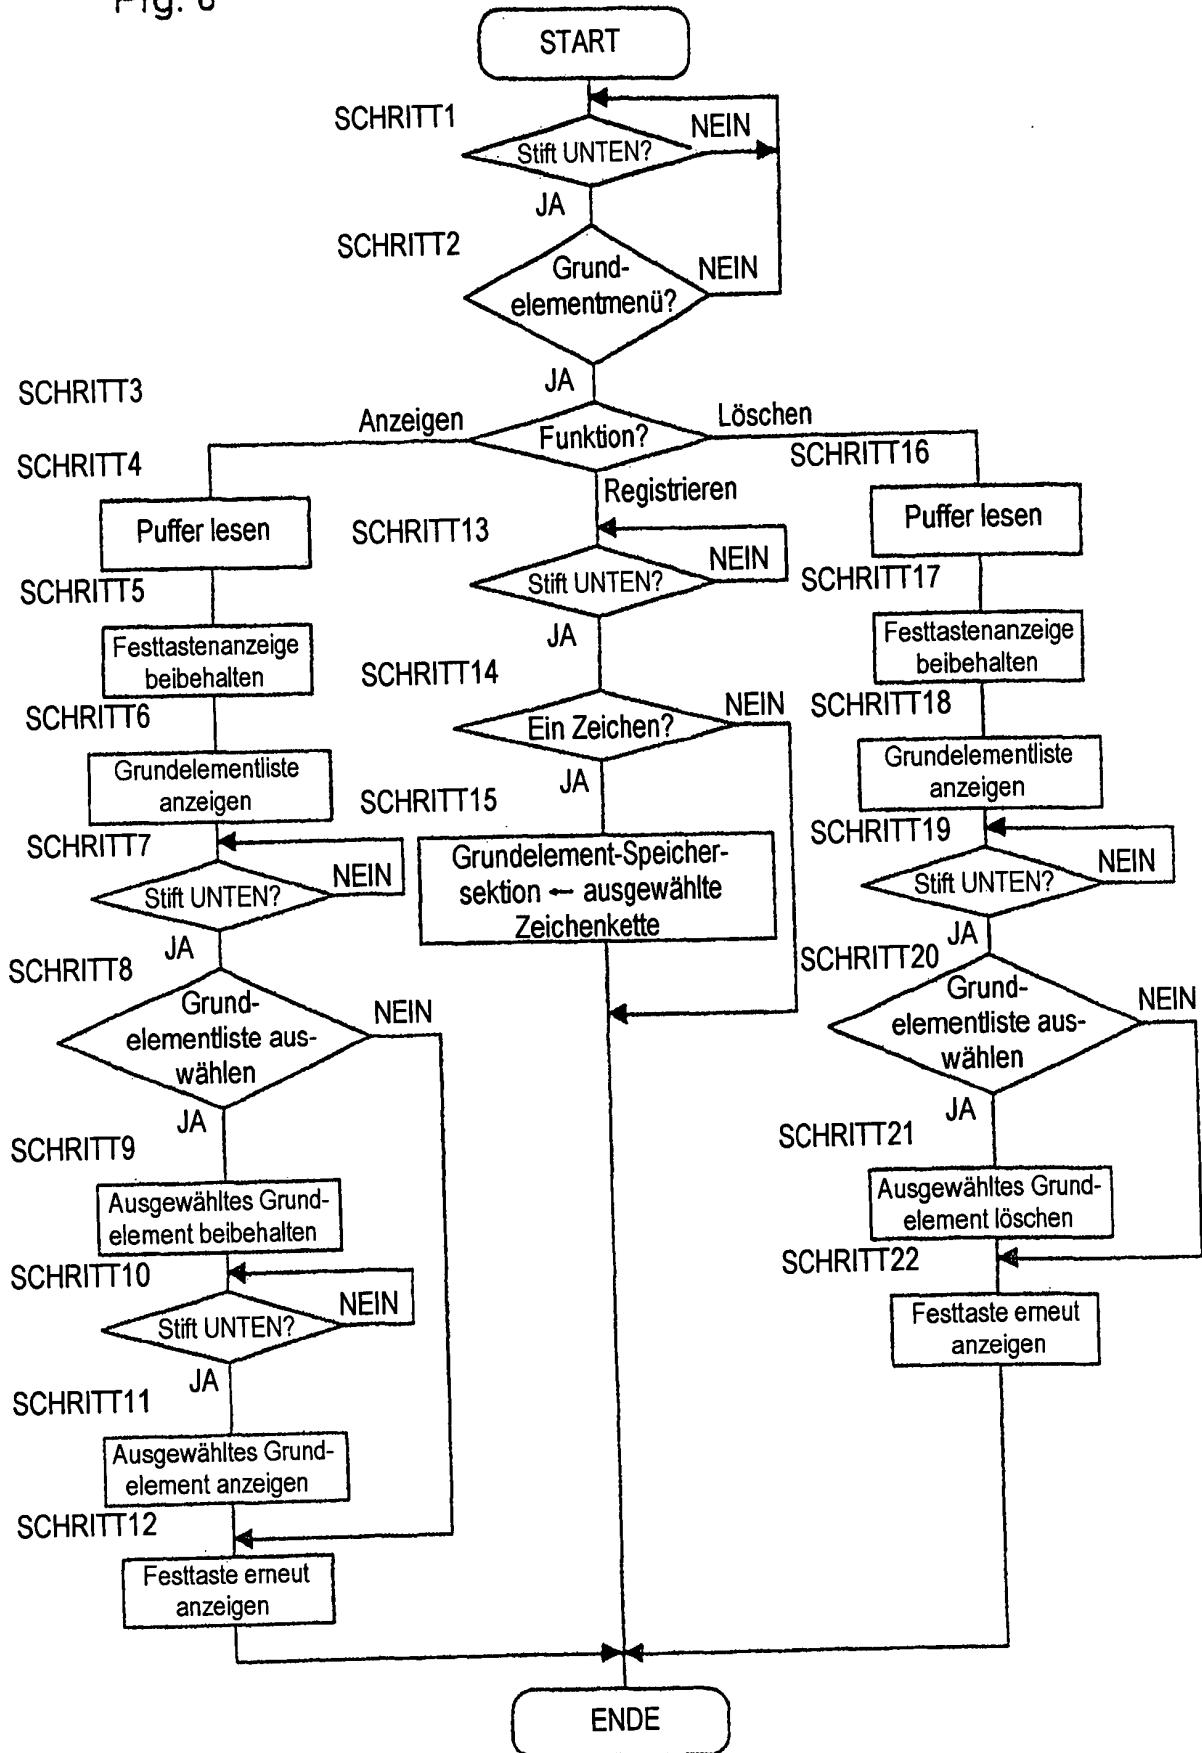 Fig. 6
START
SCHRITT1
NEIN
Stift UNTEN?
JA
SCHRITT2
Grund-
elementmenü?
NEIN
JA
SCHRITT3
Anzeigen
Funktion?
Löschen
SCHRITT4
Puffer lesen
SCHRITT5
Festtastenanzeige
beibehalten
SCHRITT6
Grundelementliste
anzeigen
SCHRITT7
Stift UNTEN?
NEIN
JA
SCHRITT8
Grund-
elementliste aus-
wählen
NEIN
JA
SCHRITT9
Ausgewähltes Grund-
element beibehalten
SCHRITT10
Stift UNTEN?
NEIN
JA
SCHRITT11
Ausgewähltes Grund-
element anzeigen
SCHRITT12
Festtaste erneut
anzeigen
Registrieren
SCHRITT13
Stift UNTEN?
NEIN
JA
SCHRITT14
Ein Zeichen?
NEIN
JA
SCHRITT15
Grundelement-Speicher-
sektion ← ausgewählte
Zeichenkette
SCHRITT16
Puffer lesen
SCHRITT17
Festtastenanzeige
beibehalten
SCHRITT18
Grundelementliste
anzeigen
SCHRITT19
Stift UNTEN?
NEIN
JA
SCHRITT20
Grund-
elementliste aus-
wählen
NEIN
JA
SCHRITT21
Ausgewähltes Grund-
element löschen
SCHRITT22
Festtaste erneut
anzeigen
ENDE